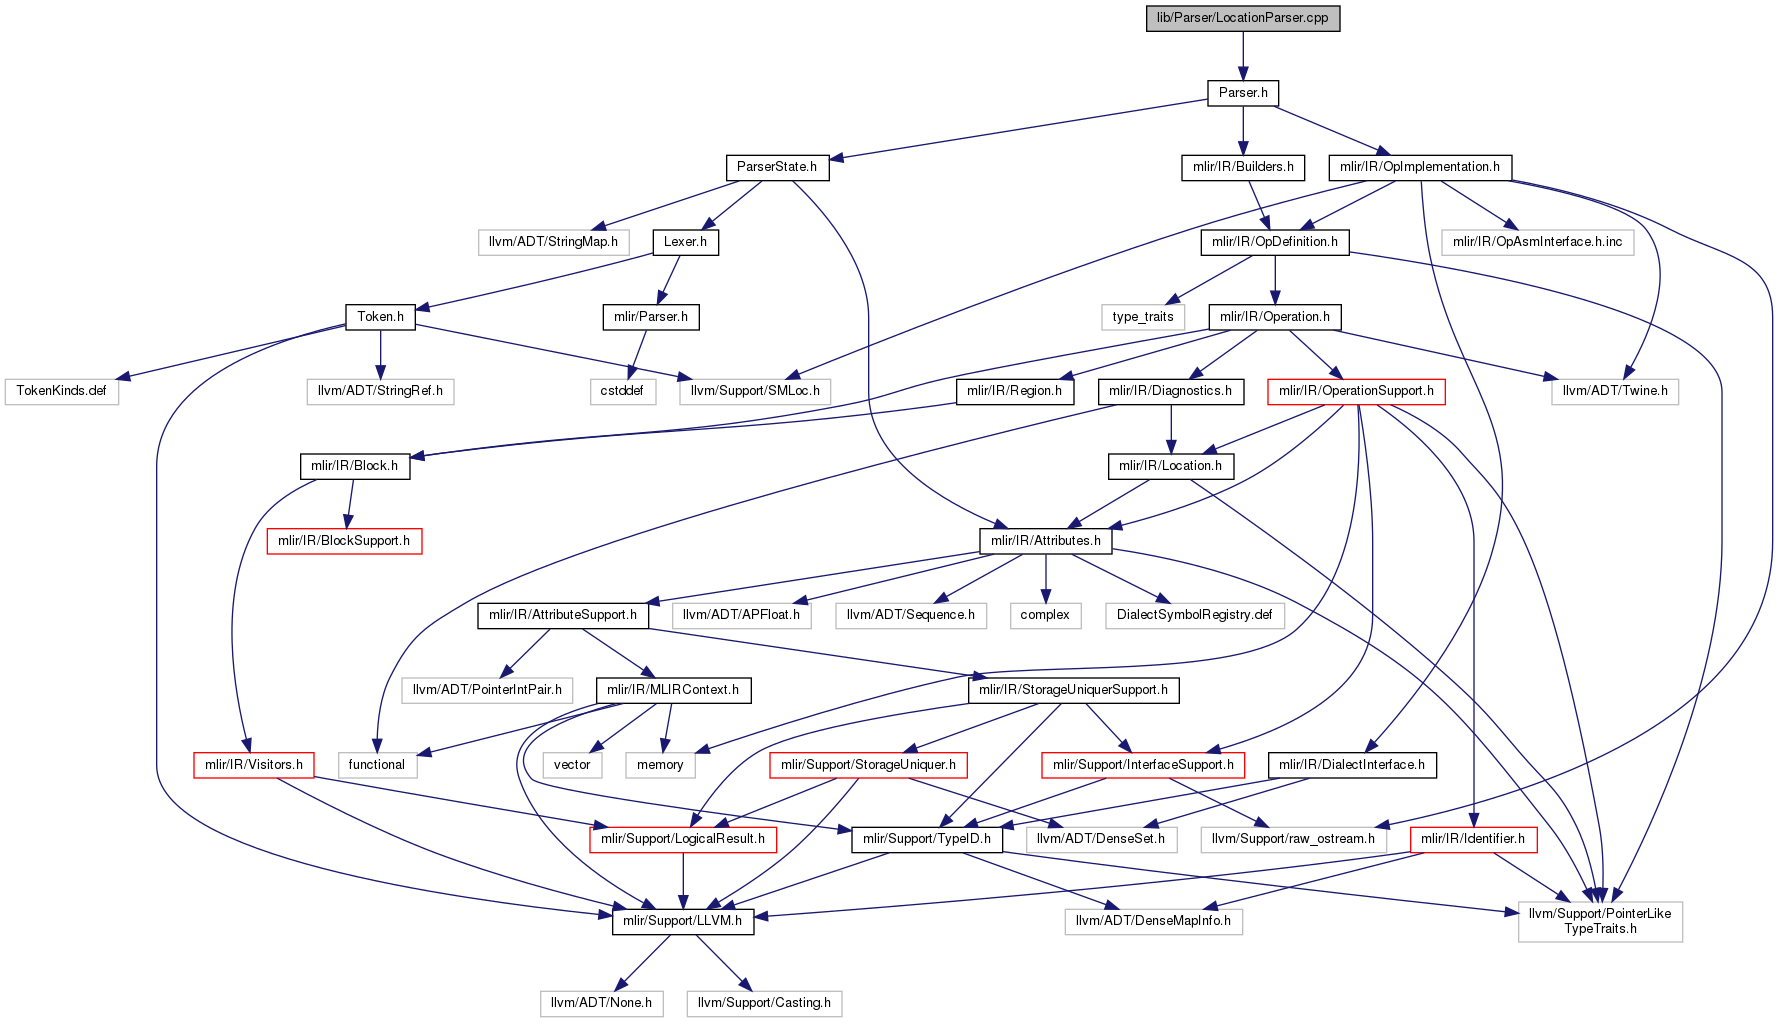 lib/Parser/LocationParser.cpp
Parser.h
ParserState.h
mlir/IR/Builders.h
mlir/IR/OpImplementation.h
llvm/ADT/StringMap.h
Lexer.h
mlir/IR/OpDefinition.h
mlir/IR/OpAsmInterface.h.inc
Token.h
mlir/Parser.h
type_traits
mlir/IR/Operation.h
TokenKinds.def
llvm/ADT/StringRef.h
cstddef
llvm/Support/SMLoc.h
mlir/IR/Region.h
mlir/IR/Diagnostics.h
mlir/IR/OperationSupport.h
llvm/ADT/Twine.h
mlir/IR/Block.h
mlir/IR/Location.h
mlir/IR/BlockSupport.h
mlir/IR/Attributes.h
mlir/IR/AttributeSupport.h
llvm/ADT/APFloat.h
llvm/ADT/Sequence.h
complex
DialectSymbolRegistry.def
llvm/ADT/PointerIntPair.h
mlir/IR/MLIRContext.h
mlir/IR/StorageUniquerSupport.h
mlir/IR/Visitors.h
functional
vector
memory
mlir/Support/StorageUniquer.h
mlir/Support/InterfaceSupport.h
mlir/IR/DialectInterface.h
mlir/Support/LogicalResult.h
mlir/Support/TypeID.h
llvm/ADT/DenseSet.h
llvm/Support/raw_ostream.h
mlir/IR/Identifier.h
mlir/Support/LLVM.h
llvm/ADT/DenseMapInfo.h
llvm/Support/PointerLike
TypeTraits.h
llvm/ADT/None.h
llvm/Support/Casting.h